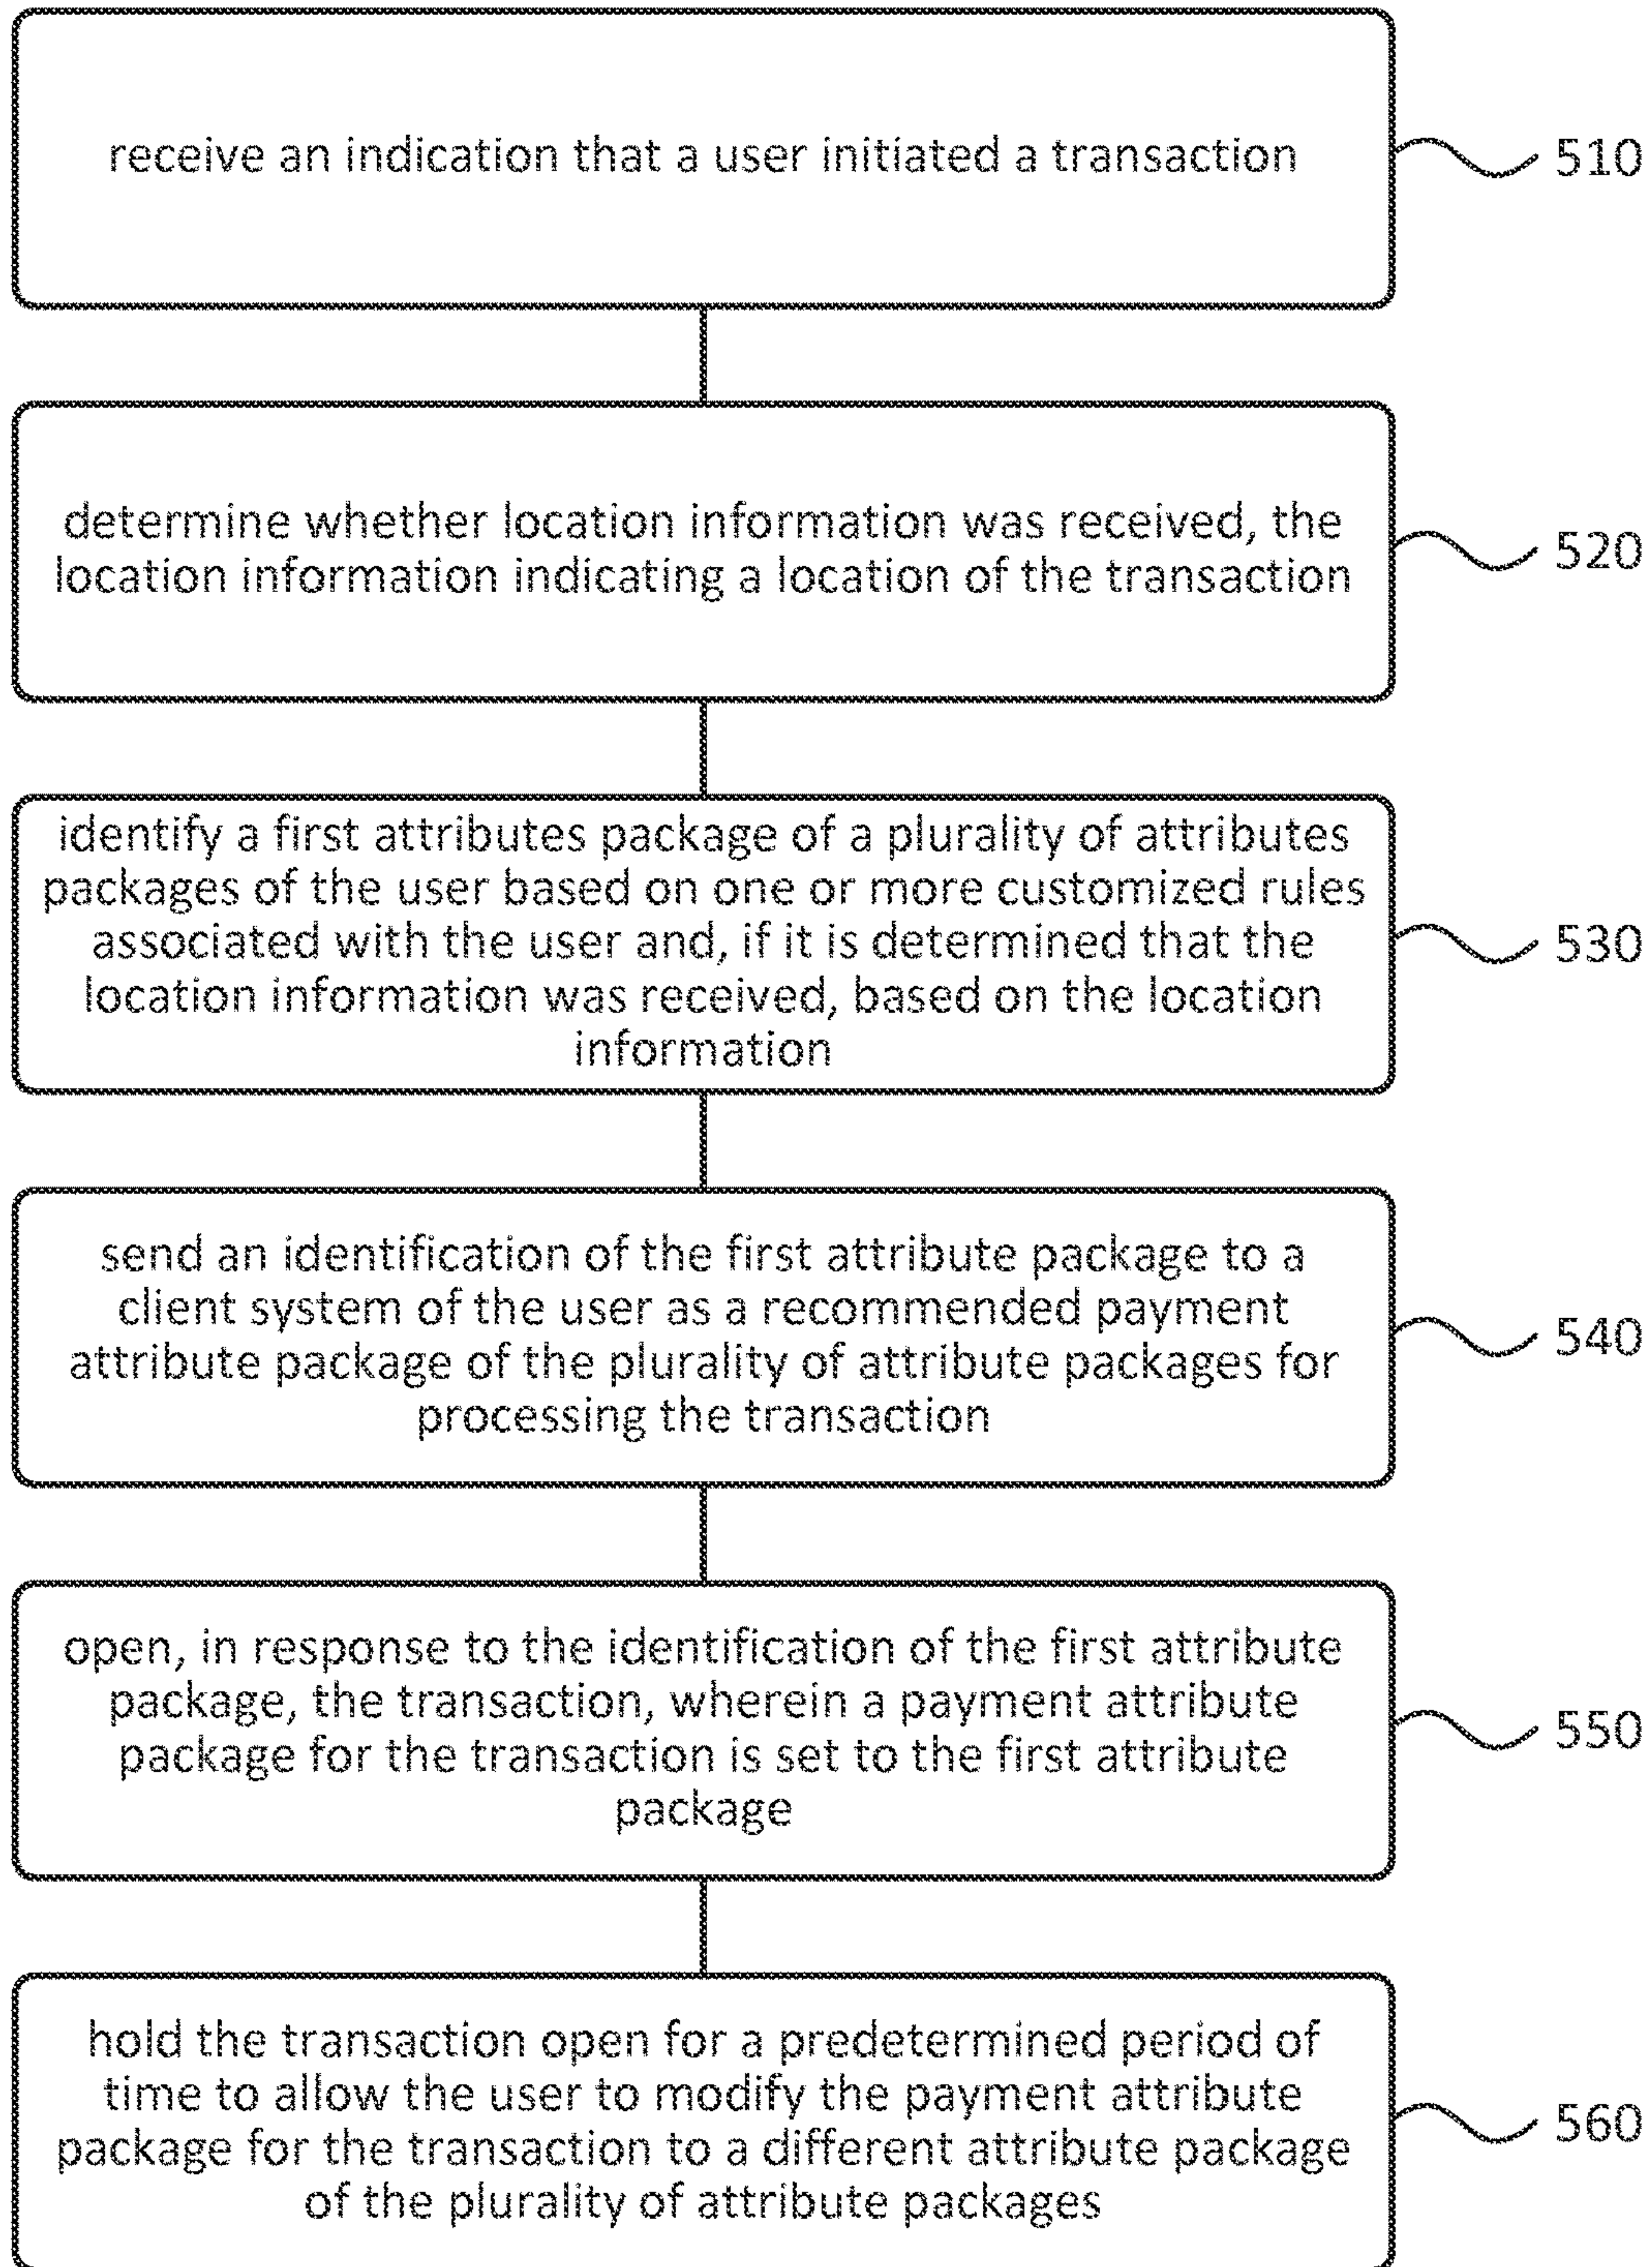 receive an indication that a user initiated a transaction
510
determine whether location information was received, the
location information indicating a location of the transaction
520
identify a first attributes package of a plurality of attributes
packages of the user based on one or more customized rules
associated with the user and, if it is determined that the
location information was received, based on the location
information
530
send an identification of the first attribute package to a
client system of the user as a recommended payment
attribute package of the plurality of attribute packages for
processing the transaction
540
open, in response to the identification of the first attribute
package, the transaction, wherein a payment attribute
package for the transaction is set to the first attribute
package
550
hold the transaction open for a predetermined period of
time to allow the user to modify the payment attribute
package for the transaction to a different attribute package
of the plurality of attribute packages
560